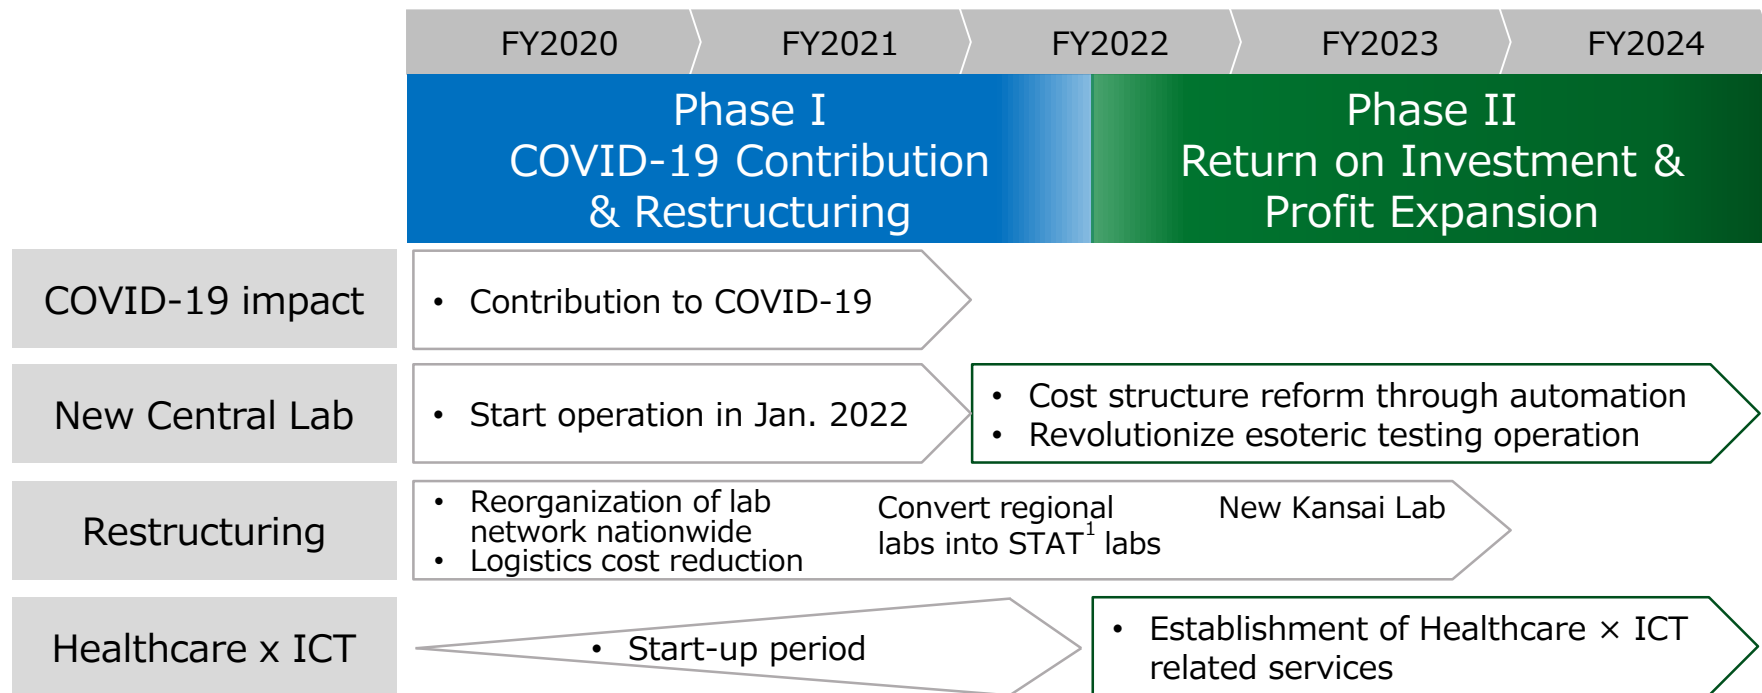 FY2020 FY2021 FY2022 FY2023 FY2024
Phase I
COVID-19 Contribution
& Restructuring
Phase II
Return on Investment &
Profit Expansion
COVID-19 impact
• Contribution to COVID-19
New Central Lab
• Start operation in Jan. 2022
• Cost structure reform through automation
• Revolutionize esoteric testing operation
Restructuring
• Reorganization of lab
network nationwide
• Logistics cost reduction
Convert regional
labs into STAT¹ labs
New Kansai Lab
Healthcare x ICT
• Start-up period
• Establishment of Healthcare × ICT
related services